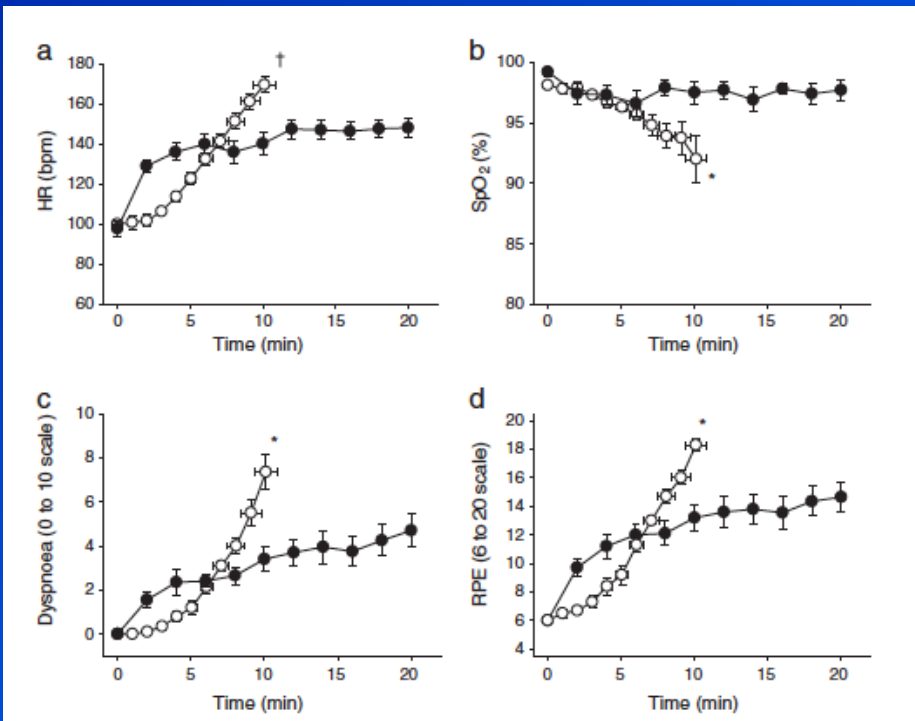 a
HR (bpm)
180
160
140
120
100
80
60
†
0 5 10 15 20
Time (min)
b
SpO₂ (%)
100
95
90
85
80
*
0 5 10 15 20
Time (min)
c
Dyspnoea (0 to 10 scale)
10
8
6
4
2
0
*
0 5 10 15 20
Time (min)
d
RPE (6 to 20 scale)
20
18
16
14
12
10
8
6
4
*
0 5 10 15 20
Time (min)